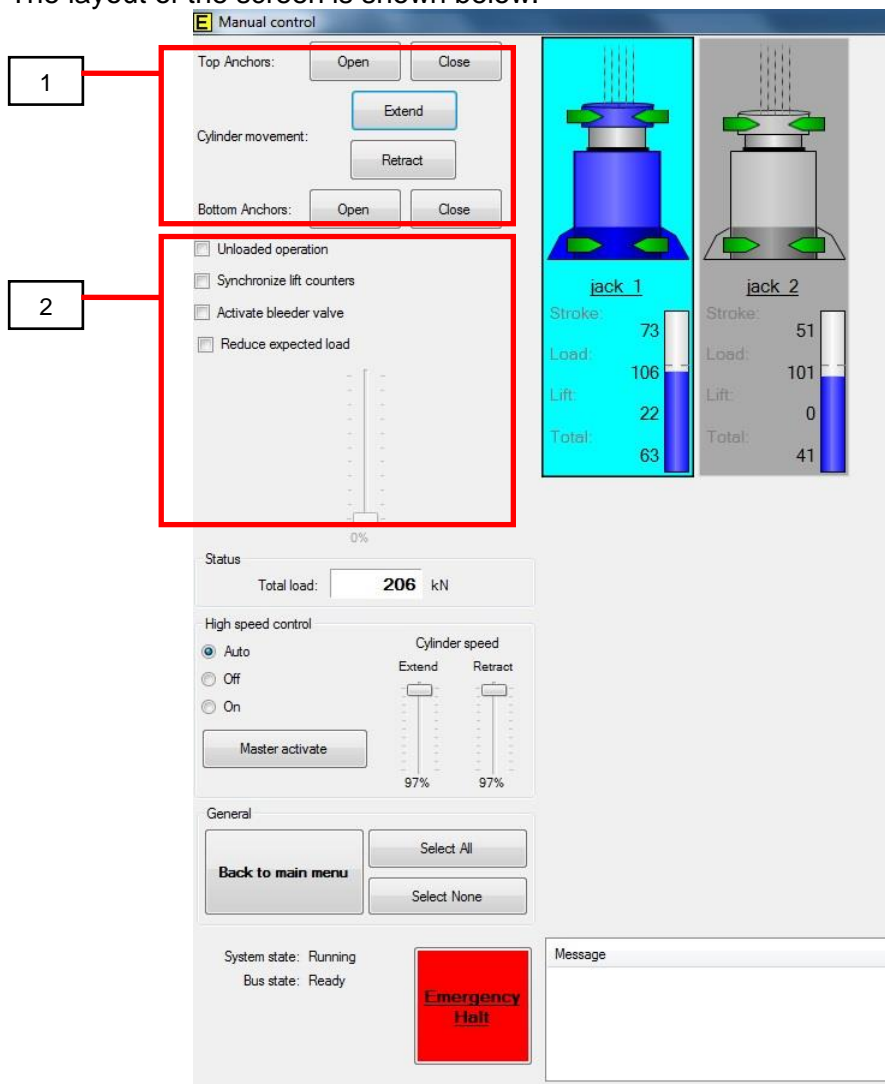 The layout of the screen is shown below.
E Manual control
1
Top Anchors: Open Close
Extend
Cylinder movement:
Retract
Bottom Anchors: Open Close
2
Unloaded operation
Synchronize lift counters
Activate bleeder valve
Reduce expected load
0%
jack 1
Stroke:
73
Load:
106
Lift:
22
Total:
63
jack 2
Stroke:
51
Load:
101
Lift:
0
Total:
41
Status
Total load: 206 kN
High speed control
Auto
Off
On
Master activate
Cylinder speed
Extend Retract
97% 97%
General
Back to main menu
Select All
Select None
System state: Running
Bus state: Ready
Emergency
Halt
Message